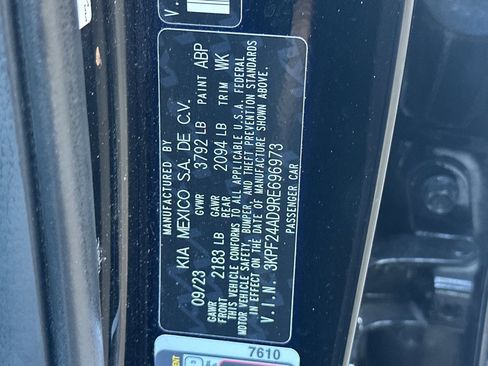 09/23 KIA MEXICO S.A. DE C.V.
GVWR 3792 LB PAINT ABP
GAWR FRONT 2183 LB GAWR REAR 2094 LB TRIM WK
THIS VEHICLE CONFORMS TO ALL APPLICABLE U.S.A. FEDERAL
MOTOR VEHICLE SAFETY, BUMPER, AND THEFT PREVENTION STANDARDS
IN EFFECT ON THE DATE OF MANUFACTURE SHOWN ABOVE.
V.I.N. 3KPF24AD9RE696973
PASSENGER CAR
7610
V.